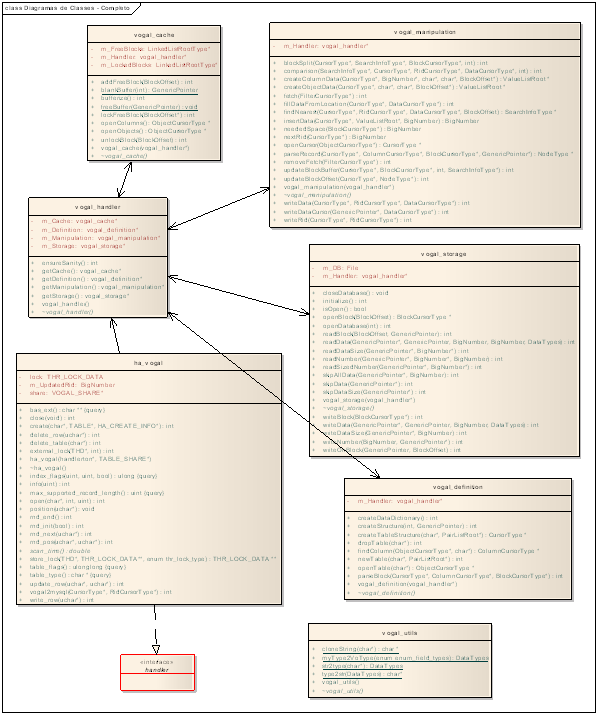 class Diagramas de Classes - Completo
vogal_cache
- m_FreeBlocks: LinkedListRootType*
- m_Handler: vogal_handler*
- m_LockedBlocks: LinkedListRootType*
+ addFreeBlock(BlockOffset) : int
+ blankBuffer(int) : GenericPointer
+ bufferize() : int
+ freeBuffer(GenericPointer) : void
+ lockFreeBlock(BlockOffset) : int
+ openColumns() : ObjectCursorType *
+ openObjects() : ObjectCursorType *
+ unlockBlock(BlockOffset) : int
+ vogal_cache(vogal_handler*)
+ ~vogal_cache()
vogal_manipulation
- m_Handler: vogal_handler*
+ blockSplit(CursorType*, SearchInfoType*, BlockCursorType*, int) : int
+ comparison(SearchInfoType*, CursorType*, RidCursorType*, DataCursorType*, int) : int
+ createColumnData(CursorType*, BigNumber*, char*, char*, BlockOffset*) : ValueListRoot *
+ createObjectData(CursorType*, char*, char*, BlockOffset*) : ValueListRoot *
+ fetch(FilterCursorType*) : int
+ fillDataFromLocation(CursorType*, DataCursorType*) : int
+ findNearest(CursorType*, RidCursorType*, DataCursorType*, BlockOffset) : SearchInfoType *
+ insertData(CursorType*, ValueListRoot*, BigNumber) : BigNumber
+ neededSpace(BlockCursorType*) : BigNumber
+ nextRid(CursorType*) : BigNumber
+ openCursor(ObjectCursorType*) : CursorType *
+ parseRecord(CursorType*, ColumnCursorType*, BlockCursorType*, GenericPointer*) : NodeType *
+ removeFetch(FilterCursorType*) : int
+ updateBlockBuffer(CursorType*, BlockCursorType*, int, SearchInfoType*) : int
+ updateBlockOffset(CursorType*, NodeType*) : int
+ vogal_manipulation(vogal_handler*)
+ ~vogal_manipulation()
+ writeData(CursorType*, RidCursorType*, DataCursorType*) : int
+ writeDataCursor(GenericPointer*, DataCursorType*) : int
+ writeRid(CursorType*, RidCursorType*) : int
vogal_handler
- m_Cache: vogal_cache*
- m_Definition: vogal_definition*
- m_Manipulation: vogal_manipulation*
- m_Storage: vogal_storage*
+ ensureSanity() : int
+ getCache() : vogal_cache*
+ getDefinition() : vogal_definition*
+ getManipulation() : vogal_manipulation*
+ getStorage() : vogal_storage*
+ vogal_handler()
+ ~vogal_handler()
vogal_storage
- m_DB: File
- m_Handler: vogal_handler*
+ closeDatabase() : void
+ initialize() : int
+ isOpen() : bool
+ openBlock(BlockOffset) : BlockCursorType *
+ openDatabase(int) : int
+ readBlock(BlockOffset, GenericPointer) : int
+ readData(GenericPointer*, GenericPointer, BigNumber, BigNumber, DataTypes) : int
+ readDataSize(GenericPointer*, BigNumber*) : int
+ readNumber(GenericPointer*, BigNumber*, BigNumber*) : int
+ readSizedNumber(GenericPointer*, BigNumber*) : int
+ skipAllData(GenericPointer*, BigNumber) : int
+ skipData(GenericPointer*) : int
+ skipDataSize(GenericPointer*) : int
+ vogal_storage(vogal_handler*)
+ ~vogal_storage()
+ writeBlock(BlockCursorType*) : int
+ writeData(GenericPointer*, GenericPointer, BigNumber, DataTypes) : int
+ writeDataSize(GenericPointer*, BigNumber) : int
+ writeNumber(BigNumber, GenericPointer*) : int
+ writeOnBlock(GenericPointer, BlockOffset) : int
ha_vogal
- lock: THR_LOCK_DATA
- m_UpdatedRid: BigNumber
- share: VOGAL_SHARE*
+ bas_ext() : char ** {query}
+ close(void) : int
+ create(char*, TABLE*, HA_CREATE_INFO*) : int
+ delete_row(uchar*) : int
+ delete_table(char*) : int
+ external_lock(THD*, int) : int
+ ha_vogal(handlerton*, TABLE_SHARE*)
+ ~ha_vogal()
+ index_flags(uint, uint, bool) : ulong {query}
+ info(uint) : int
+ max_supported_record_length() : uint {query}
+ open(char*, int, uint) : int
+ position(uchar*) : void
+ rnd_end() : int
+ rnd_init(bool) : int
+ rnd_next(uchar*) : int
+ rnd_pos(uchar*, uchar*) : int
+ scan_time() : double
+ store_lock(THD*, THR_LOCK_DATA**, enum thr_lock_type) : THR_LOCK_DATA **
+ table_flags() : ulonglong {query}
+ table_type() : char * {query}
+ update_row(uchar*, uchar*) : int
+ vogal2mysql(CursorType*, RidCursorType*) : int
+ write_row(uchar*) : int
vogal_definition
- m_Handler: vogal_handler*
+ createDataDictionary() : int
+ createStructure(int, GenericPointer) : int
+ createTableStructure(char*, PairListRoot*) : CursorType *
+ dropTable(char*) : int
+ findColumn(ObjectCursorType*, char*) : ColumnCursorType *
+ newTable(char*, PairListRoot*) : int
+ openTable(char*) : ObjectCursorType *
+ parseBlock(CursorType*, ColumnCursorType*, BlockCursorType*) : int
+ vogal_definition(vogal_handler*)
+ ~vogal_definition()
vogal_utils
+ cloneString(char*) : char *
+ myType2VoType(enum enum_field_types) : DataTypes
+ str2type(char*) : DataTypes
+ type2str(DataTypes) : char*
+ vogal_utils()
+ ~vogal_utils()
«interface»
handler